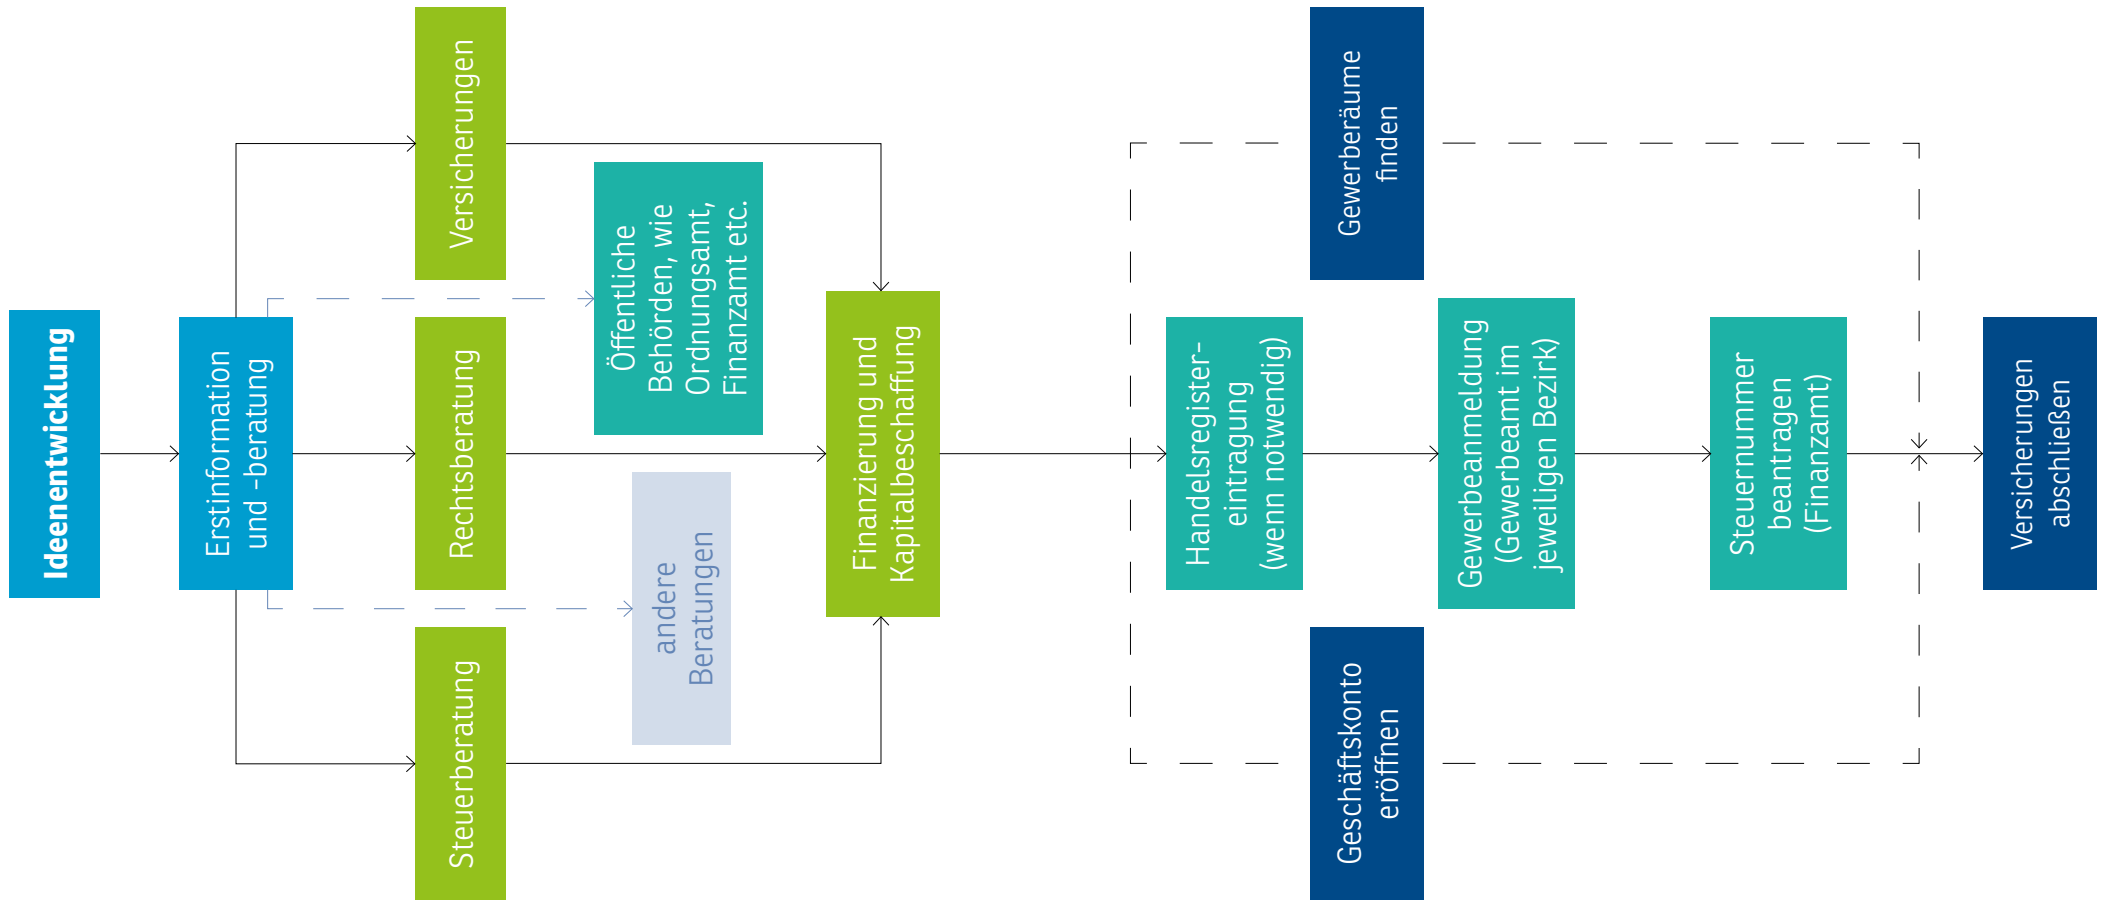 Ideenentwicklung
Erstinformation
und -beratung
Steuerberatung
Rechtsberatung
Versicherungen
andere
Beratungen
Öffentliche
Behörden, wie
Ordnungsamt,
Finanzamt etc.
Finanzierung und
Kapitalbeschaffung
Handelsregister-
eintragung
(wenn notwendig)
Geschäftskonto
eröffnen
Gewerberäume
finden
Gewerbeanmeldung
(Gewerbeamt im
jeweiligen Bezirk)
Steuernummer
beantragen
(Finanzamt)
Versicherungen
abschließen